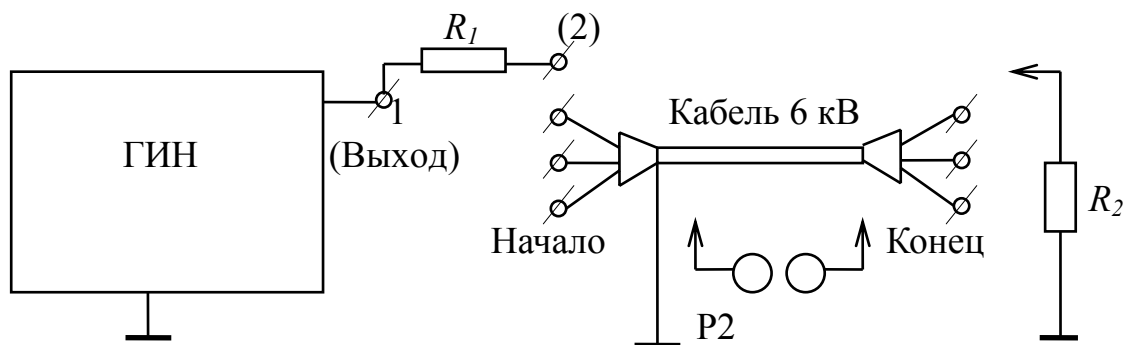 R1
(2)
1
Кабель 6 кВ
ГИН
(Выход)
R2
Начало
Конец
Р2